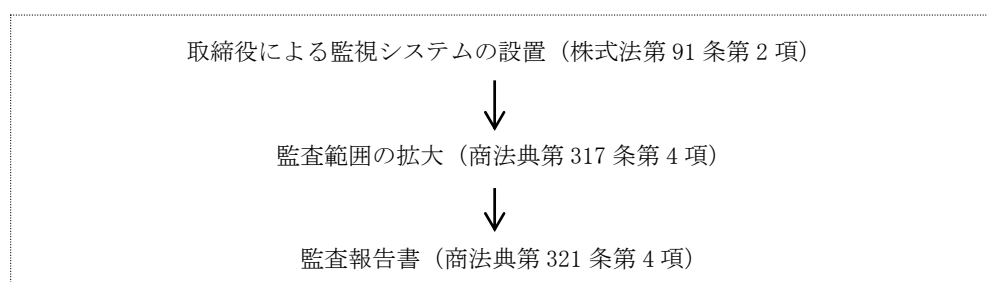 取締役による監視システムの設置（株式法第 91 条第 2 項）
監査範囲の拡大（商法典第 317 条第 4 項）
監査報告書（商法典第 321 条第 4 項）